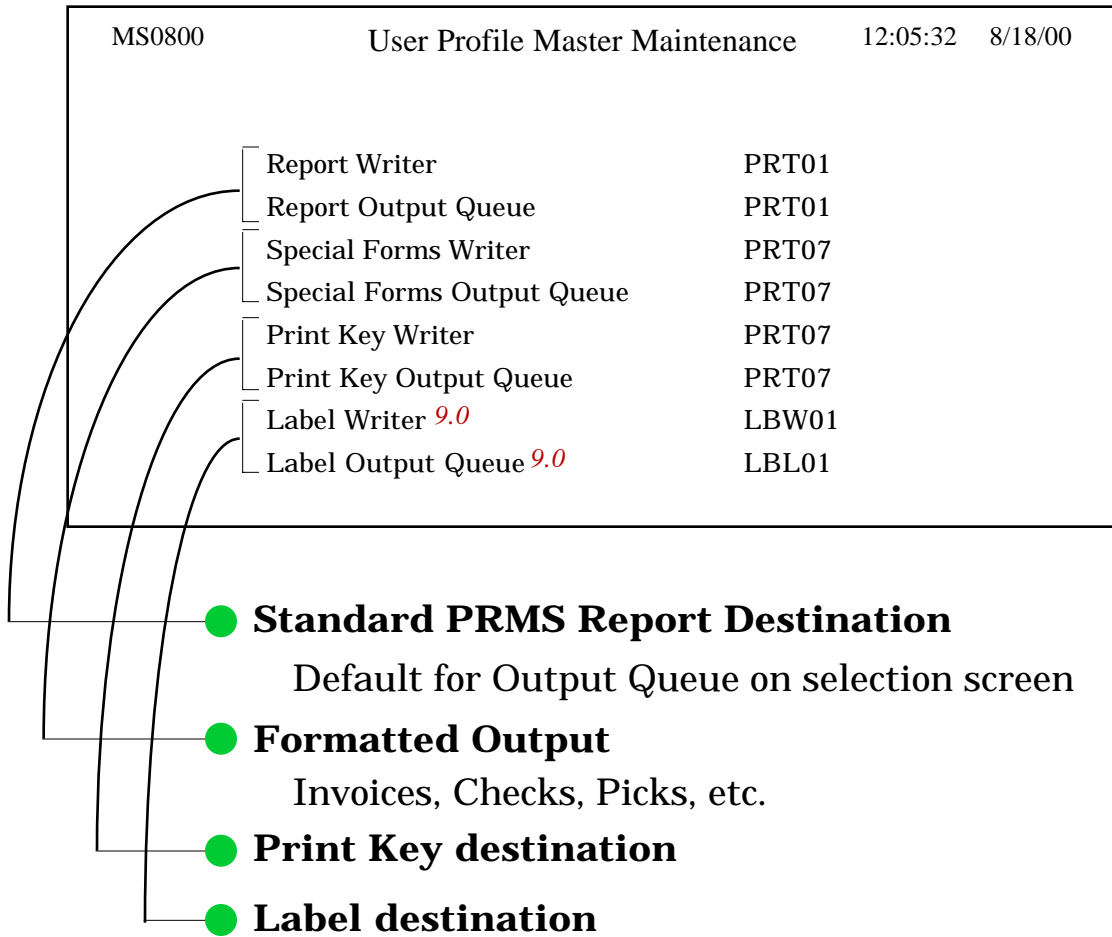 MS0800 User Profile Master Maintenance 12:05:32 8/18/00
Report Writer PRT01
Report Output Queue PRT01
Special Forms Writer PRT07
Special Forms Output Queue PRT07
Print Key Writer PRT07
Print Key Output Queue PRT07
Label Writer 9.0 LBW01
Label Output Queue 9.0 LBL01
Standard PRMS Report Destination
Default for Output Queue on selection screen
Formatted Output
Invoices, Checks, Picks, etc.
Print Key destination
Label destination